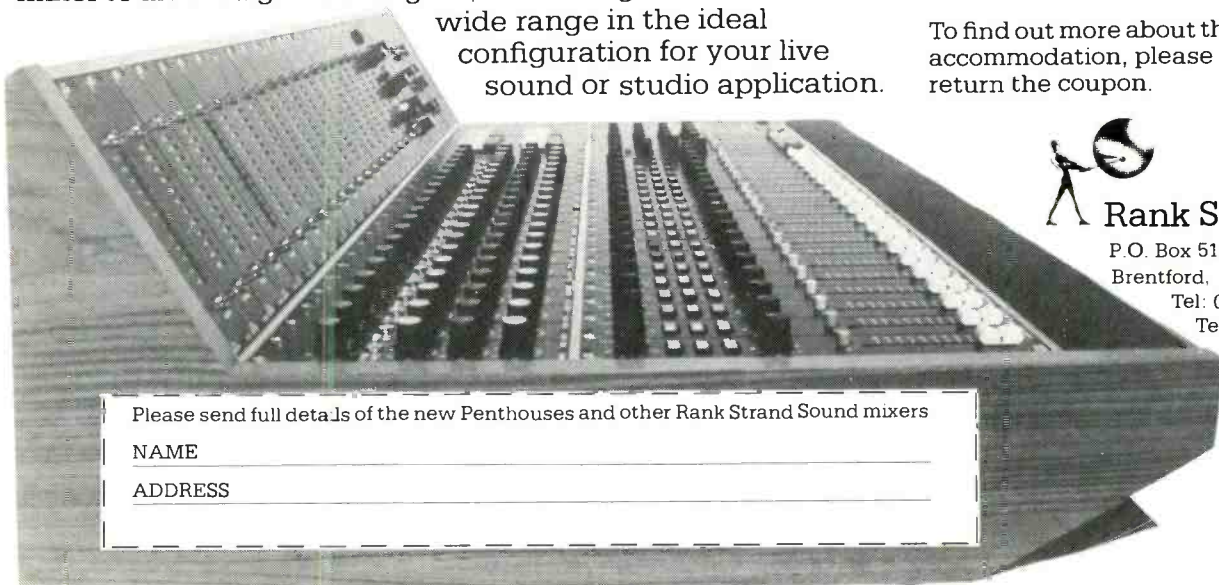 wide range in the ideal
configuration for your live
sound or studio application.
To find out more about th
accommodation, please
return the coupon.
Rank S
P.O. Box 51
Brentford,
Tel: 0
Te
Please send full details of the new Penthouses and other Rank Strand Sound mixers
NAME
ADDRESS